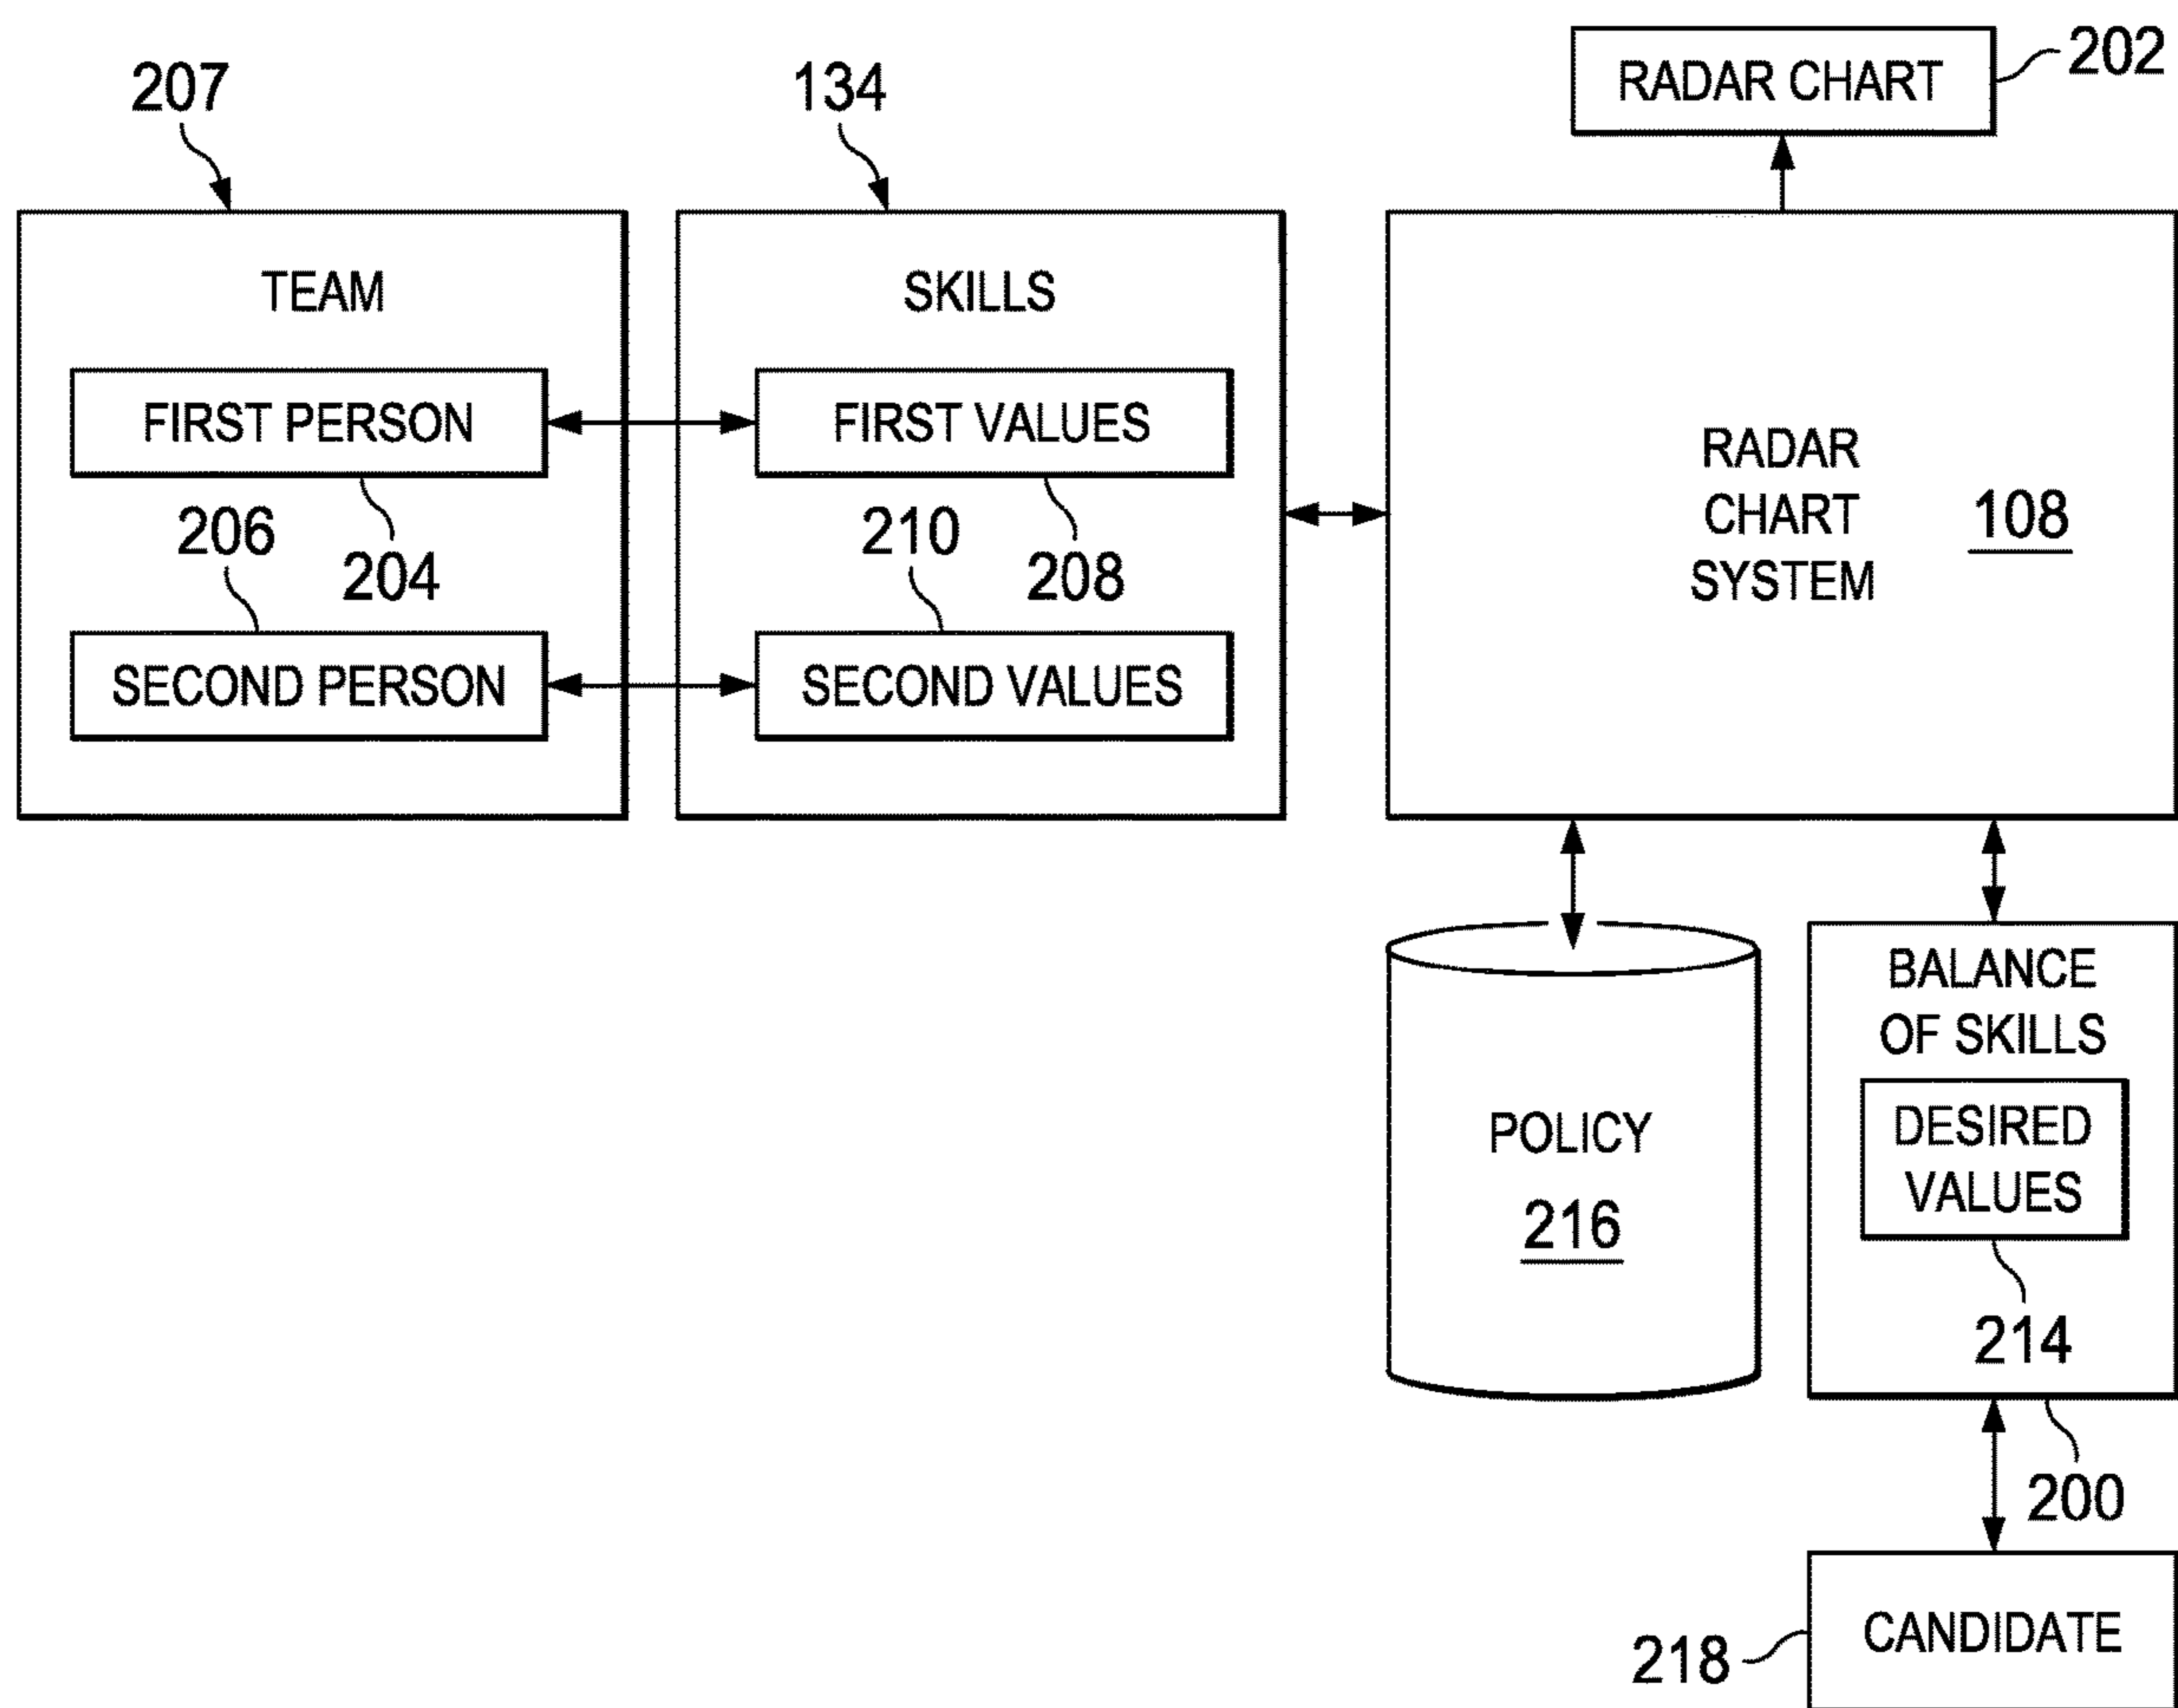 RADAR CHART
202
207
134
TEAM
FIRST PERSON
206
204
SECOND PERSON
SKILLS
FIRST VALUES
210
208
SECOND VALUES
RADAR
CHART
SYSTEM
108
POLICY
216
BALANCE
OF SKILLS
DESIRED
VALUES
214
200
CANDIDATE
218